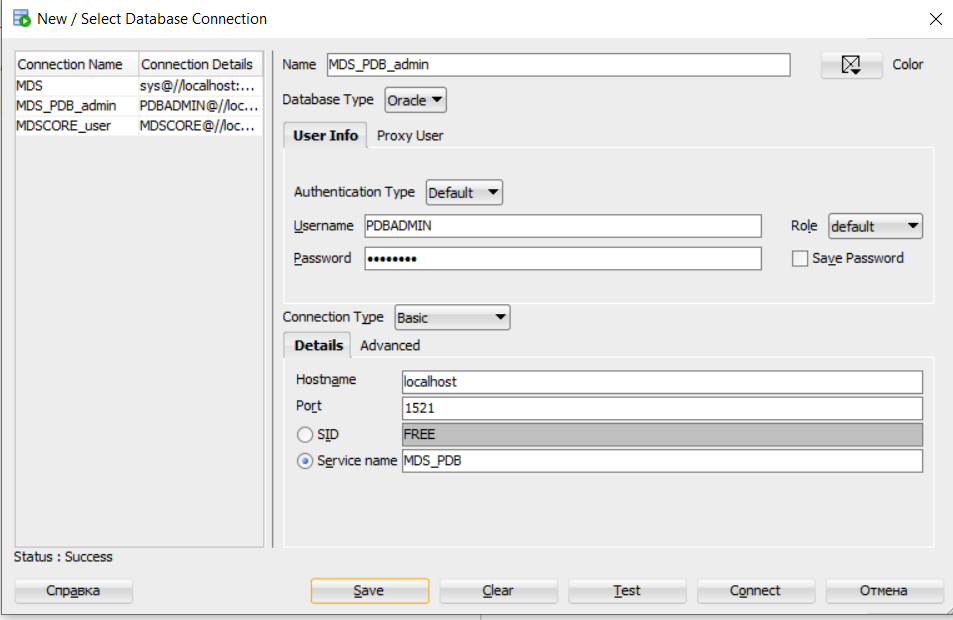 New / Select Database Connection
Connection Name Connection Details
MDS sys@//localhost:...
MDS_PDB_admin PDBADMIN@//loc...
MDSCORE_user MDSCORE@//loc...
Name MDS_PDB_admin Color
Database Type Oracle
User Info Proxy User
Authentication Type Default
Username PDBADMIN Role default
Password •••••••• Save Password
Connection Type Basic
Details Advanced
Hostname localhost
Port 1521
SID FREE
Service name MDS_PDB
Status : Success
Справка Save Clear Test Connect Отмена